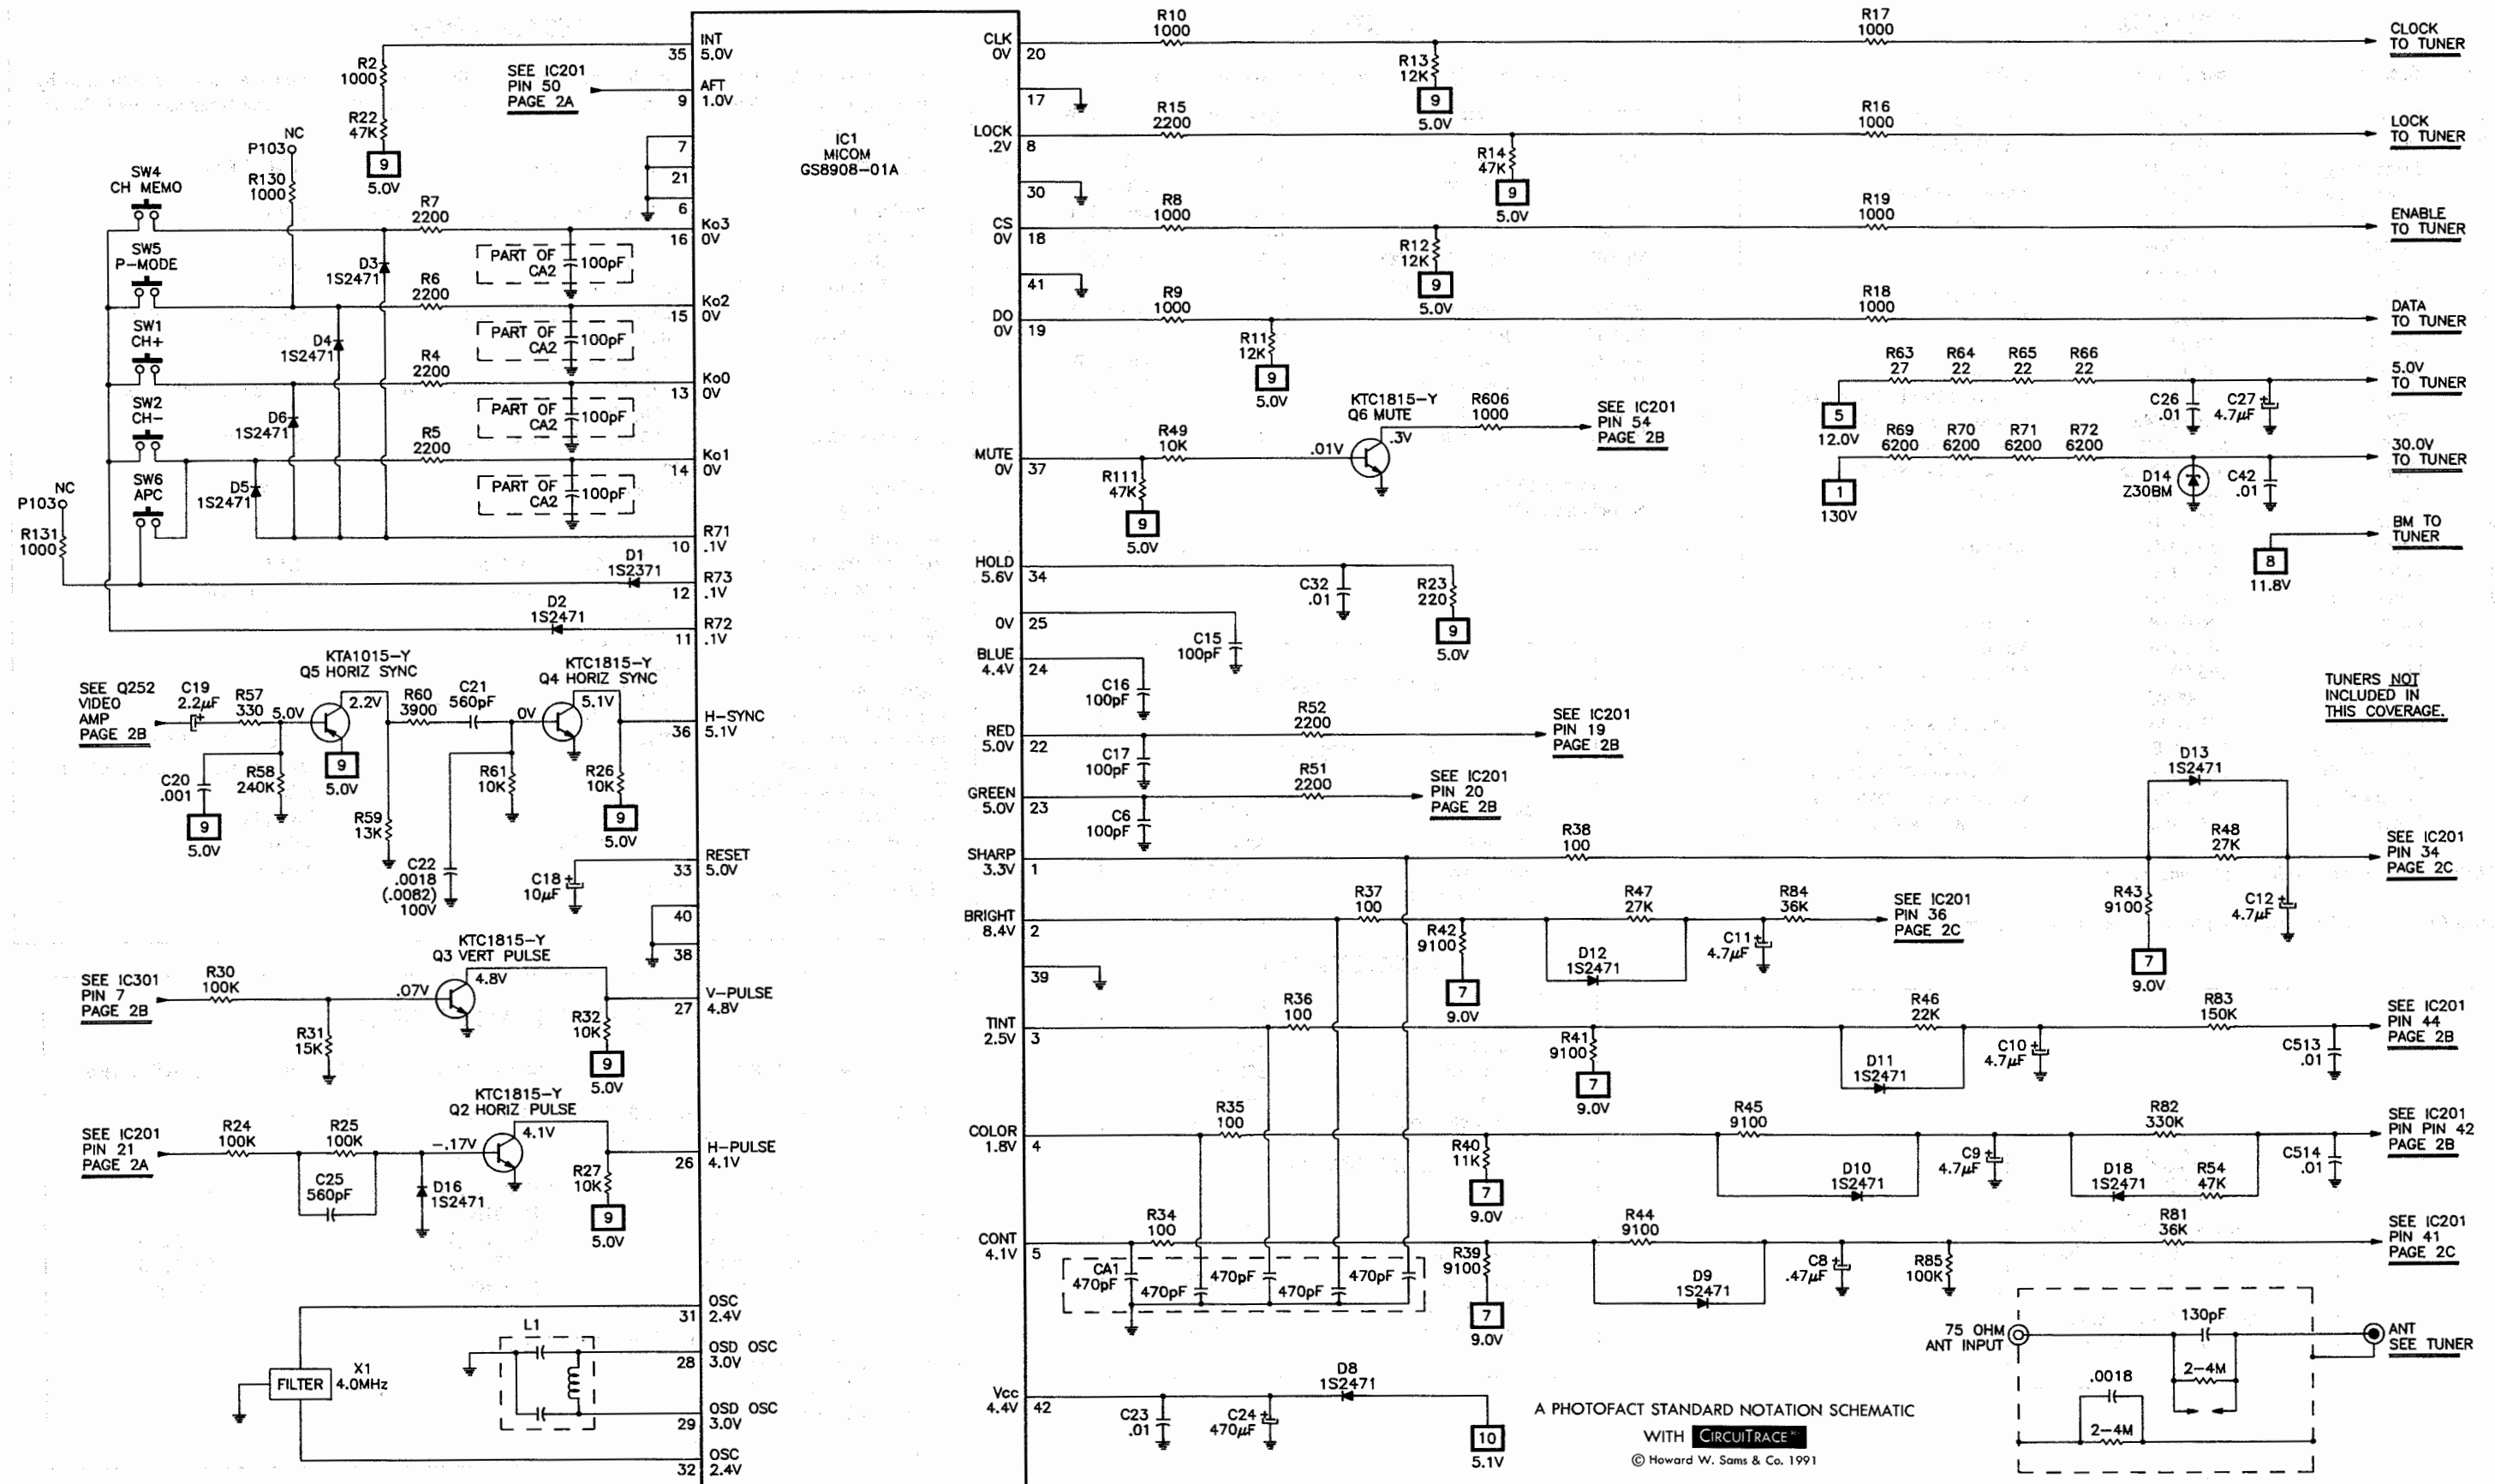 INT
5.0V
35
R2
1000
SEE IC201
PIN 50
PAGE 2A
AFT
1.0V
9
R22
47K
9
5.0V
NC
P103
R130
1000
7
21
6
IC1
MICOM
GS8908-01A
SW4
CH MEMO
R7
2200
Ko3
16 0V
PART OF
CA2
100pF
D3
1S2471
SW5
P-MODE
R6
2200
Ko2
15 0V
PART OF
CA2
100pF
D4
1S2471
SW1
CH+
R4
2200
Ko0
13 0V
PART OF
CA2
100pF
D6
1S2471
SW2
CH-
R5
2200
Ko1
14 0V
PART OF
CA2
100pF
D5
1S2471
SW6
APC
NC
P103
R131
1000
R71
10 .1V
D1
1S2371
R73
12 .1V
D2
1S2471
R72
11 .1V
SEE Q252
VIDEO
AMP
PAGE 2B
C19
2.2µF
R57
330
5.0V
KTA1015-Y
Q5 HORIZ SYNC
2.2V
R60
3900
C21
560pF
0V
KTC1815-Y
Q4 HORIZ SYNC
5.1V
H-SYNC
36 5.1V
C20
.001
9
5.0V
R58
240K
9
5.0V
R59
13K
R61
10K
R26
10K
9
5.0V
C22
.0018
(.0082)
100V
C18
10µF
RESET
33 5.0V
40
38
SEE IC301
PIN 7
PAGE 2B
R30
100K
.07V
KTC1815-Y
Q3 VERT PULSE
4.8V
V-PULSE
27 4.8V
R31
15K
R32
10K
9
5.0V
SEE IC201
PIN 21
PAGE 2A
R24
100K
R25
100K
C25
560pF
-.17V
KTC1815-Y
Q2 HORIZ PULSE
4.1V
H-PULSE
26 4.1V
D16
1S2471
R27
10K
9
5.0V
OSC
31 2.4V
L1
OSD OSC
28 3.0V
FILTER
X1
4.0MHz
OSD OSC
29 3.0V
OSC
32 2.4V
CLK
0V 20
R10
1000
R13
12K
9
5.0V
R17
1000
CLOCK
TO TUNER
17
LOCK
.2V 8
R15
2200
R14
47K
9
5.0V
R16
1000
LOCK
TO TUNER
30
CS
0V 18
R8
1000
R12
12K
9
5.0V
R19
1000
ENABLE
TO TUNER
41
DO
0V 19
R9
1000
R11
12K
9
5.0V
R18
1000
DATA
TO TUNER
R63
27
R64
22
R65
22
R66
22
5
12.0V
C26
.01
C27
4.7µF
5.0V
TO TUNER
MUTE
0V 37
R111
47K
9
5.0V
R49
10K
.01V
KTC1815-Y
Q6 MUTE
.3V
R606
1000
SEE IC201
PIN 54
PAGE 2B
R69
6200
R70
6200
R71
6200
R72
6200
1
130V
D14
Z30BM
C42
.01
30.0V
TO TUNER
8
11.8V
BM TO
TUNER
HOLD
5.6V 34
C32
.01
R23
220
9
5.0V
0V 25
C15
100pF
BLUE
4.4V 24
C16
100pF
RED
5.0V 22
C17
100pF
R52
2200
SEE IC201
PIN 19
PAGE 2B
GREEN
5.0V 23
C6
100pF
R51
2200
SEE IC201
PIN 20
PAGE 2B
TUNERS NOT
INCLUDED IN
THIS COVERAGE.
SHARP
3.3V 1
R38
100
D13
1S2471
R48
27K
R43
9100
7
9.0V
C12
4.7µF
SEE IC201
PIN 34
PAGE 2C
BRIGHT
8.4V 2
R37
100
R42
9100
7
9.0V
R47
27K
D12
1S2471
R84
36K
C11
4.7µF
SEE IC201
PIN 36
PAGE 2C
39
TINT
2.5V 3
R36
100
R41
9100
7
9.0V
R46
22K
D11
1S2471
C10
4.7µF
R83
150K
C513
.01
SEE IC201
PIN 44
PAGE 2B
COLOR
1.8V 4
R35
100
R40
11K
7
9.0V
R45
9100
D10
1S2471
C9
4.7µF
R82
330K
D18
1S2471
R54
47K
C514
.01
SEE IC201
PIN PIN 42
PAGE 2B
CONT
4.1V 5
R34
100
R39
9100
7
9.0V
R44
9100
D9
1S2471
C8
.47µF
R85
100K
R81
36K
SEE IC201
PIN 41
PAGE 2C
CA1
470pF
470pF
470pF
470pF
470pF
Vcc
4.4V 42
C23
.01
C24
470µF
D8
1S2471
10
5.1V
75 OHM
ANT INPUT
130pF
2-4M
.0018
2-4M
ANT
SEE TUNER
A PHOTOFACT STANDARD NOTATION SCHEMATIC
WITH CIRCUITRACE
© Howard W. Sams & Co. 1991